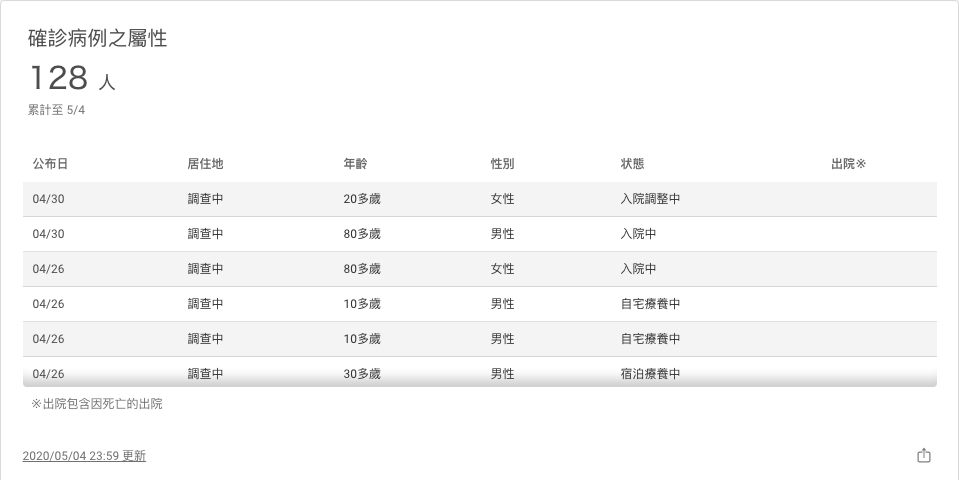 確診病例之屬性
128 人
累計至 5/4
公布日 居住地 年齡 性別 狀態 出院※
04/30 調查中 20多歲 女性 入院調整中
04/30 調查中 80多歲 男性 入院中
04/26 調查中 80多歲 女性 入院中
04/26 調查中 10多歲 男性 自宅療養中
04/26 調查中 10多歲 男性 自宅療養中
04/26 調查中 30多歲 男性 宿泊療養中
※出院包含因死亡的出院
2020/05/04 23:59 更新